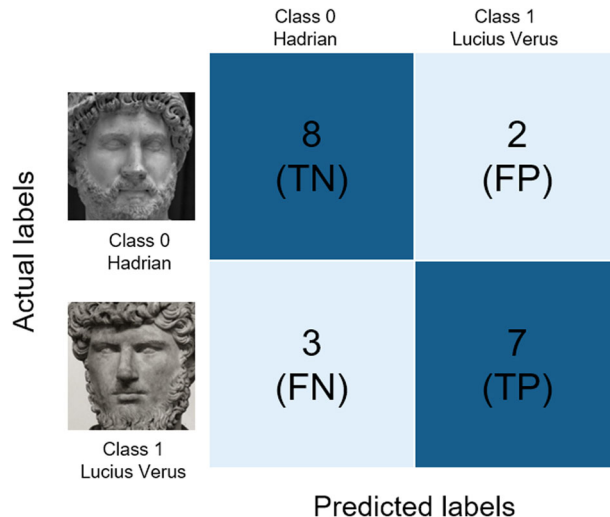 Class 0
Hadrian
Class 1
Lucius Verus
Actual labels
Class 0
Hadrian
8
(TN)
2
(FP)
Class 1
Lucius Verus
3
(FN)
7
(TP)
Predicted labels